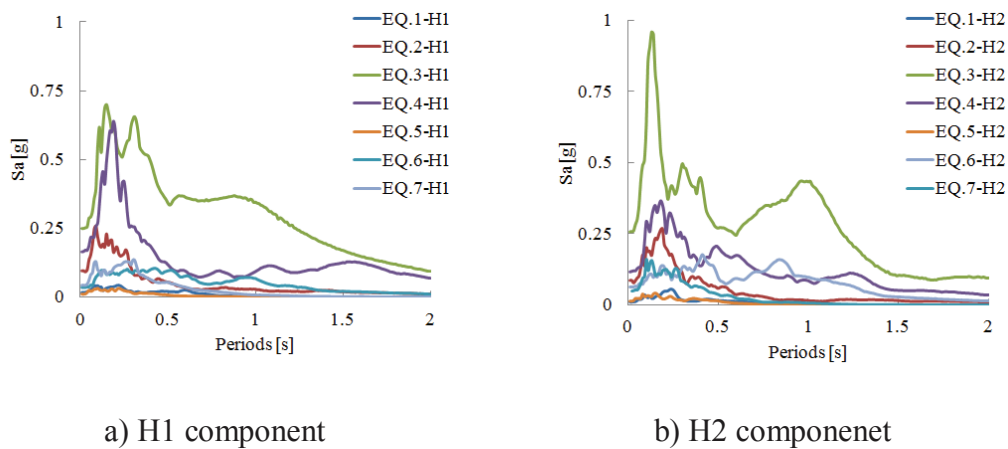 1
0.75
0.5
0.25
0
Sa [g]
0
0.5
1
1.5
2
Periods [s]
EQ.1-H1
EQ.2-H1
EQ.3-H1
EQ.4-H1
EQ.5-H1
EQ.6-H1
EQ.7-H1
a) H1 component
1
0.75
0.5
0.25
0
Sa [g]
0
0.5
1
1.5
2
Periods [s]
EQ.1-H2
EQ.2-H2
EQ.3-H2
EQ.4-H2
EQ.5-H2
EQ.6-H2
EQ.7-H2
b) H2 componenet